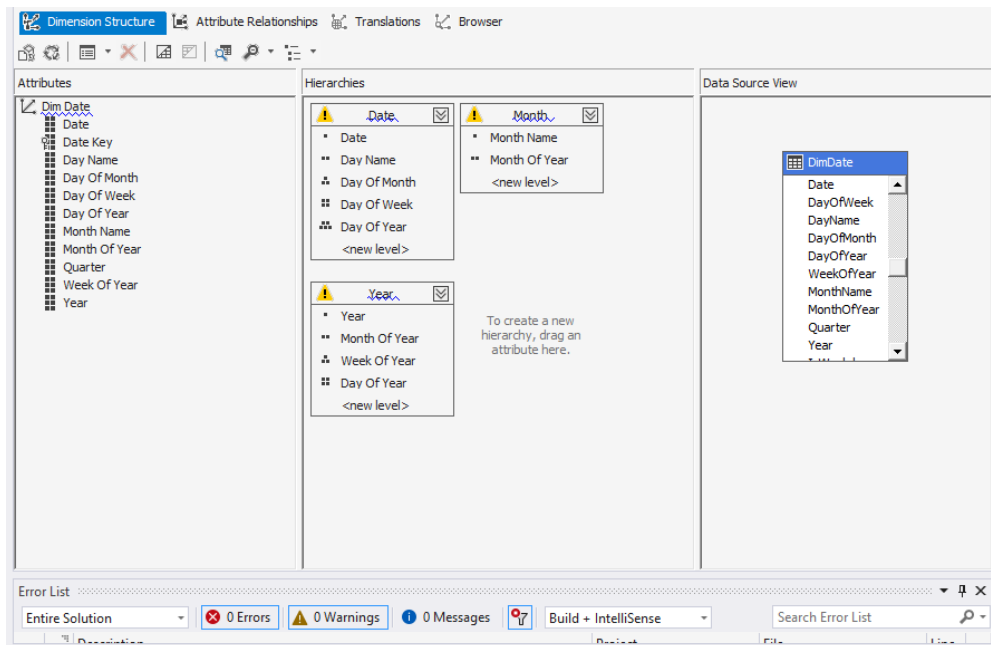 Dimension Structure Attribute Relationships Translations Browser
Attributes
Dim Date
Date
Date Key
Day Name
Day Of Month
Day Of Week
Day Of Year
Month Name
Month Of Year
Quarter
Week Of Year
Year
Hierarchies
Date
Date
Day Name
Day Of Month
Day Of Week
Day Of Year
<new level>
Month
Month Name
Month Of Year
<new level>
Year
Year
Month Of Year
Week Of Year
Day Of Year
<new level>
To create a new
hierarchy, drag an
attribute here.
Data Source View
DimDate
Date
DayOfWeek
DayName
DayOfMonth
DayOfYear
WeekOfYear
MonthName
MonthOfYear
Quarter
Year
Error List
Entire Solution 0 Errors 0 Warnings 0 Messages Build + IntelliSense Search Error List
Description Project File Line